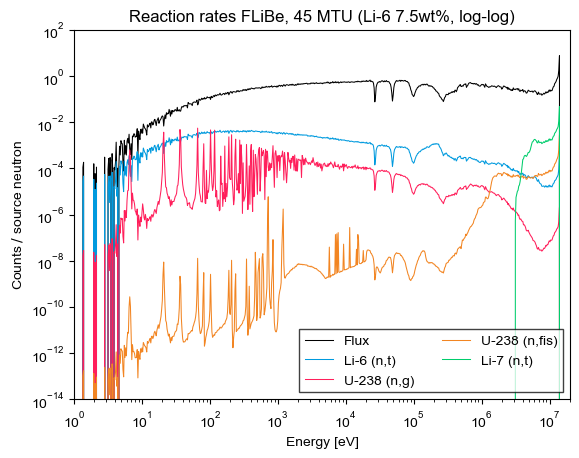 Reaction rates FLiBe, 45 MTU (Li-6 7.5wt%, log-log)
10^2
10^0
10^-2
10^-4
10^-6
10^-8
10^-10
10^-12
10^-14
Counts / source neutron
Flux
Li-6 (n,t)
U-238 (n,g)
U-238 (n,fis)
Li-7 (n,t)
10^0 10^1 10^2 10^3 10^4 10^5 10^6 10^7
Energy [eV]